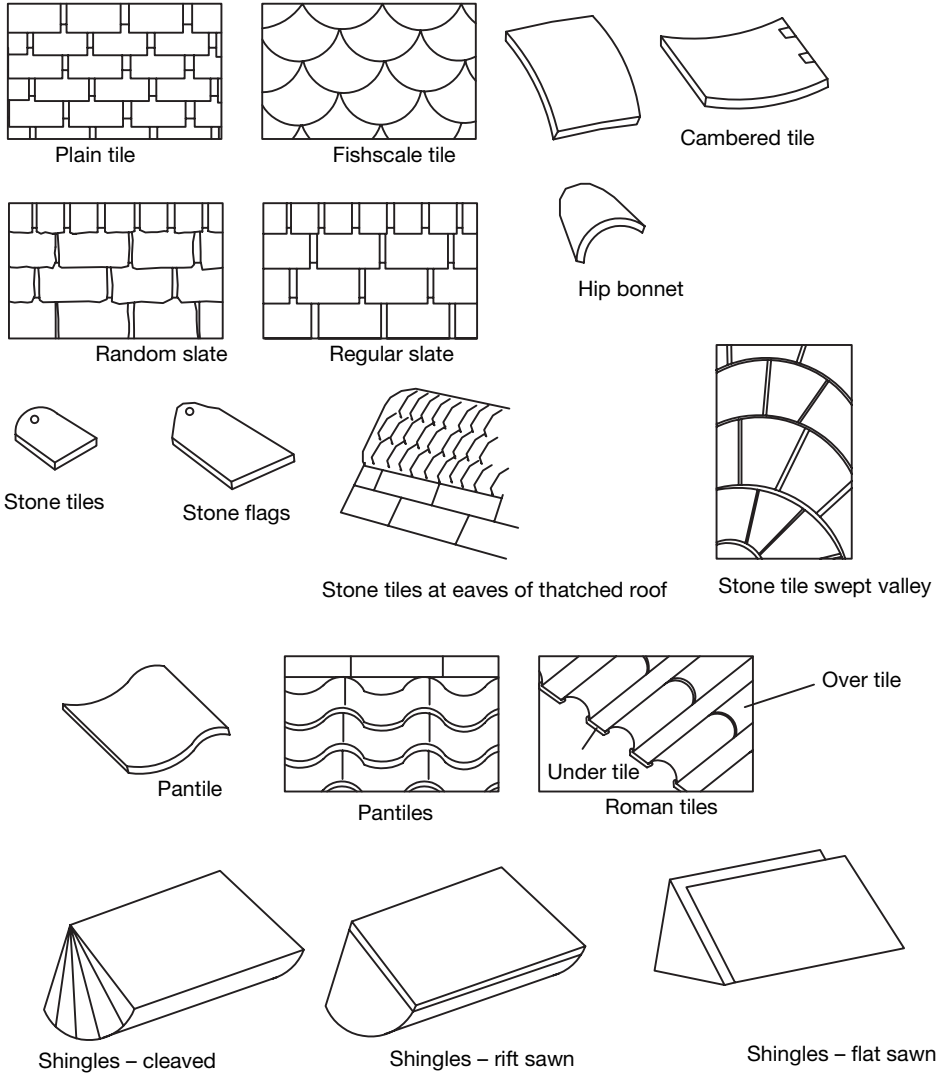 Plain tile
Fishscale tile
Cambered tile
Hip bonnet
Random slate
Regular slate
Stone tiles
Stone flags
Stone tiles at eaves of thatched roof
Stone tile swept valley
Pantile
Pantiles
Over tile
Under tile
Roman tiles
Shingles – cleaved
Shingles – rift sawn
Shingles – flat sawn